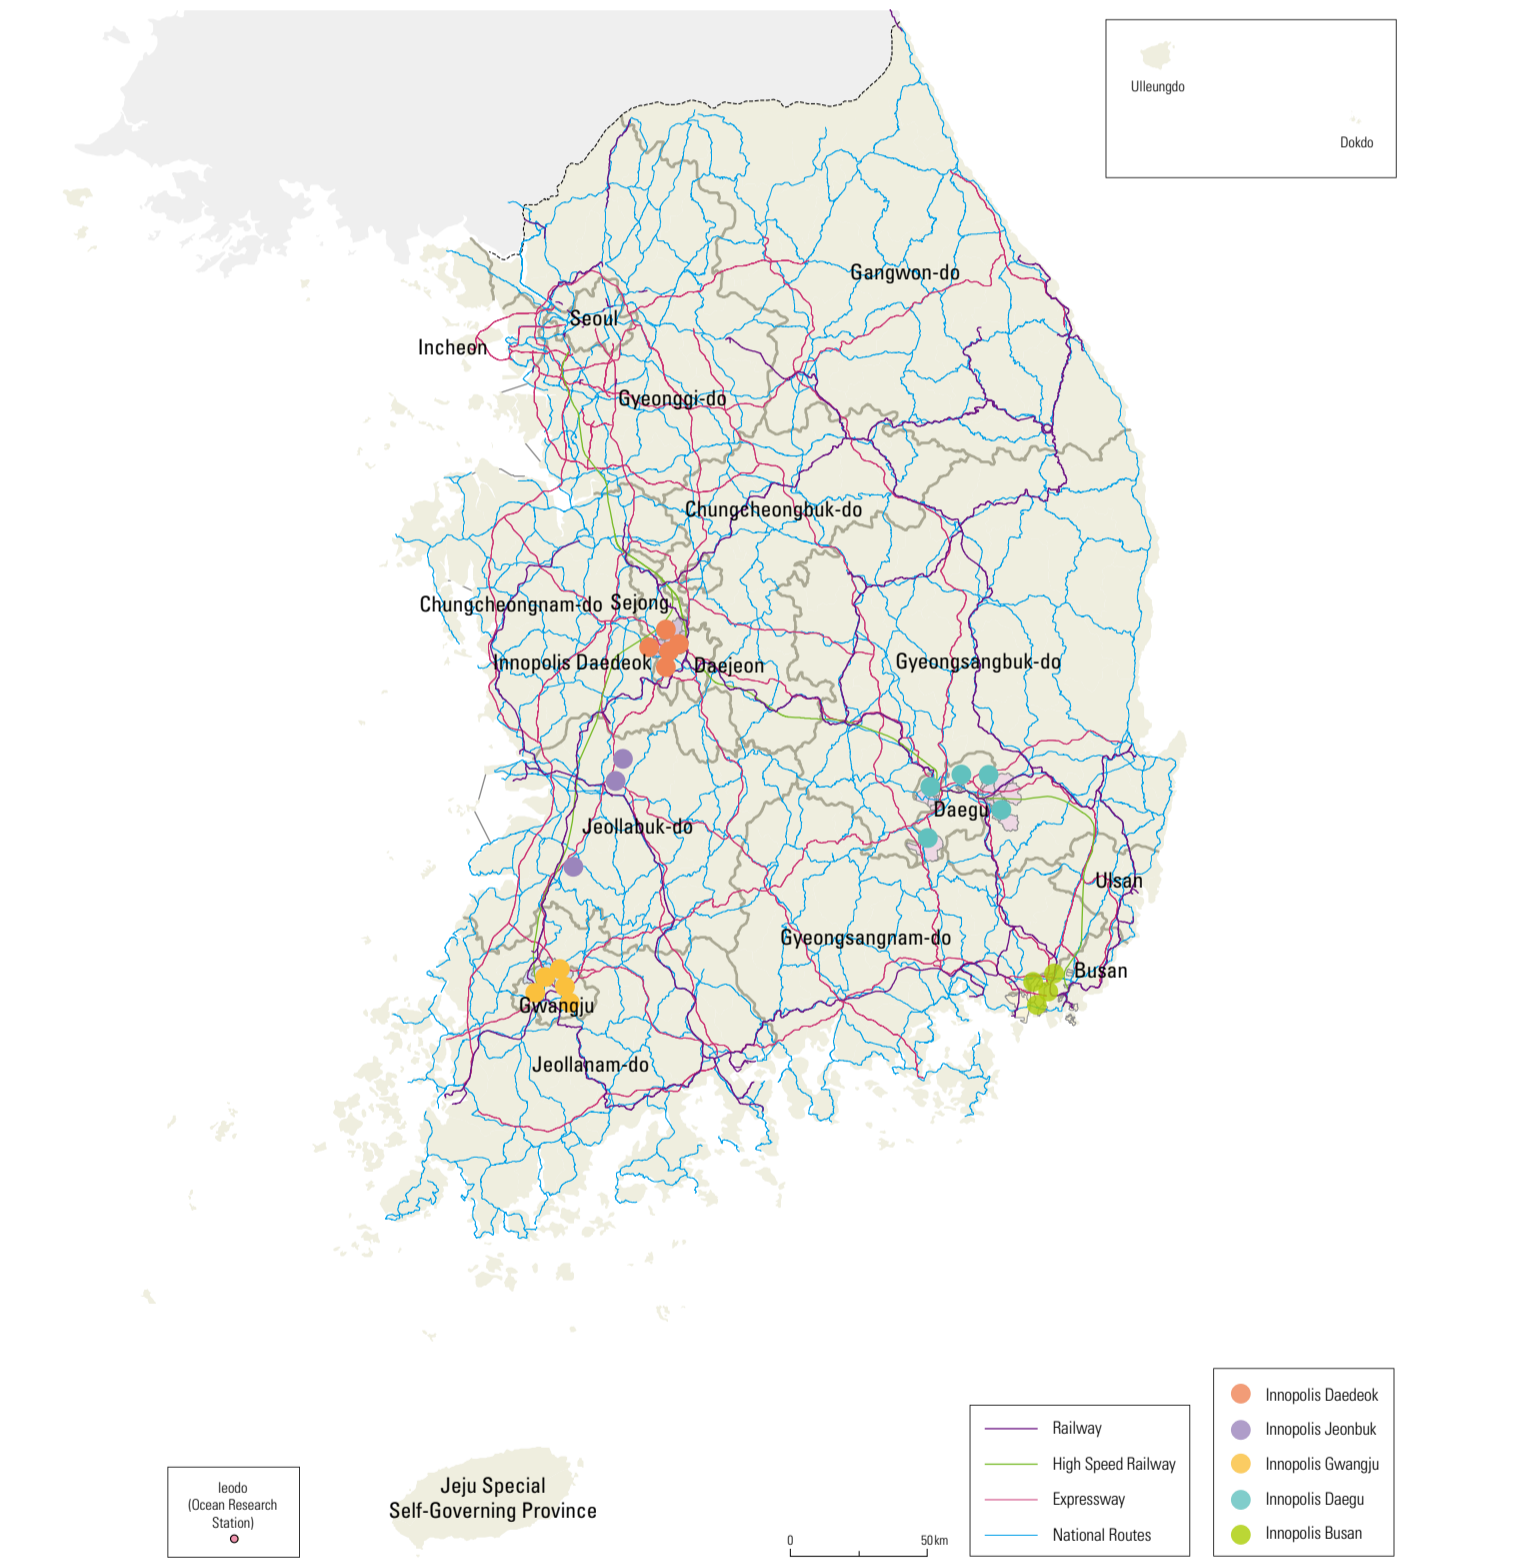 Ulleungdo
Dokdo
Gangwon-do
Seoul
Incheon
Gyeonggi-do
Chungcheongbuk-do
Chungcheongnam-do
Sejong
Innopolis Daedeok
Daejeon
Gyeongsangbuk-do
Daegu
Jeollabuk-do
Ulsan
Gyeongsangnam-do
Busan
Gwangju
Jeollanam-do
Jeju Special
Self-Governing Province
Ieodo
(Ocean Research
Station)
0
50km
Railway
High Speed Railway
Expressway
National Routes
Innopolis Daedeok
Innopolis Jeonbuk
Innopolis Gwangju
Innopolis Daegu
Innopolis Busan